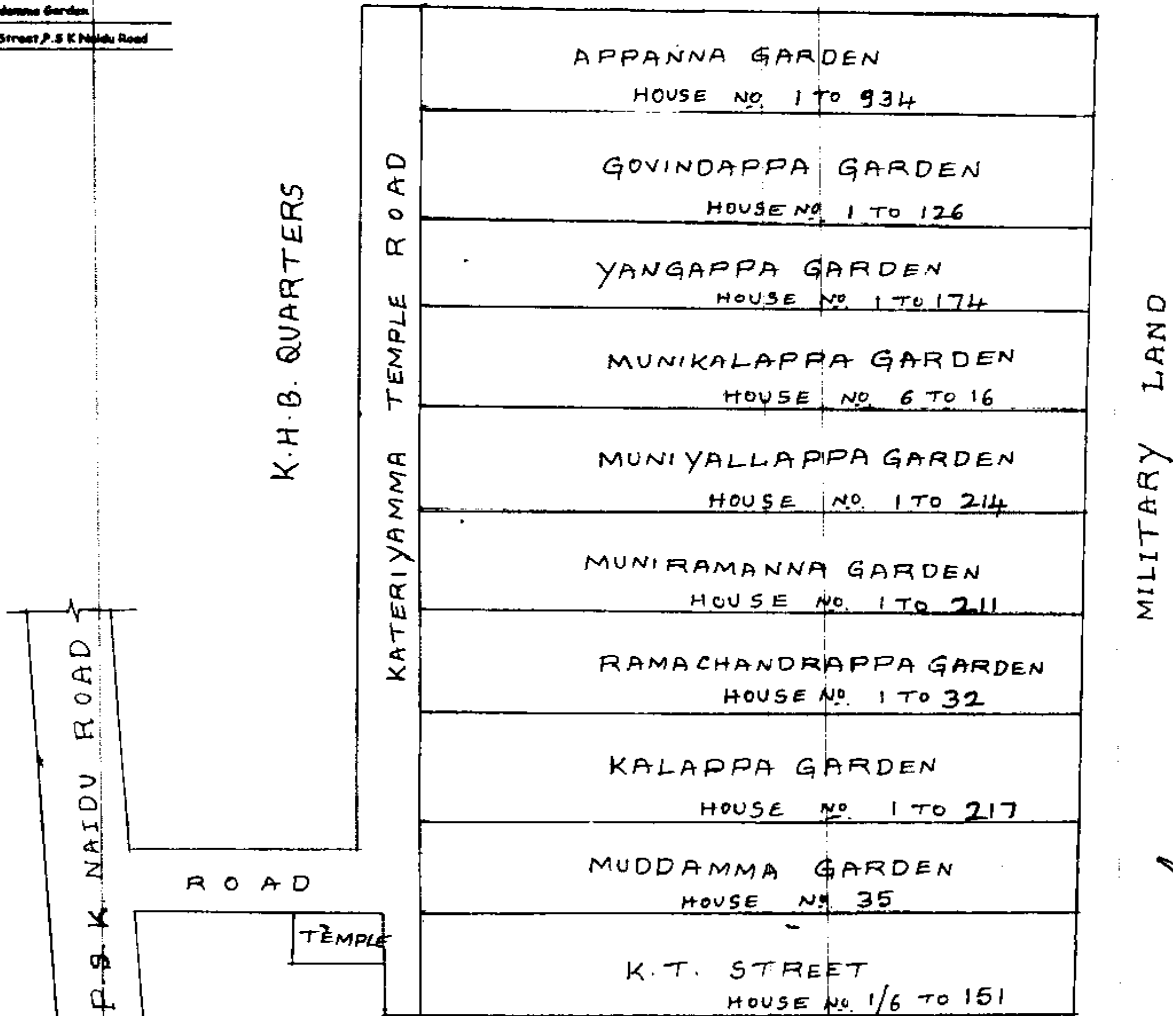 damma Garden
Street,P.S K Naidu Road
APPANNA GARDEN
HOUSE NO. 1 TO 934
GOVINDAPPA GARDEN
HOUSE NO. 1 TO 126
YANGAPPA GARDEN
HOUSE NO. 1 TO 174
MUNIKALAPPA GARDEN
HOUSE NO. 6 TO 16
MUNIYALLAPPA GARDEN
HOUSE NO. 1 TO 214
MUNIRAMANNA GARDEN
HOUSE NO. 1 TO 211
RAMACHANDRAPPA GARDEN
HOUSE NO. 1 TO 32
KALAPPA GARDEN
HOUSE NO. 1 TO 217
MUDDAMMA GARDEN
HOUSE NO 35
K.T. STREET
HOUSE NO. 1/6 TO 151
K.H.B. QUARTERS
KATERIYAMMA TEMPLE ROAD
MILITARY LAND
P.S K NAIDU ROAD
ROAD
TEMPLE